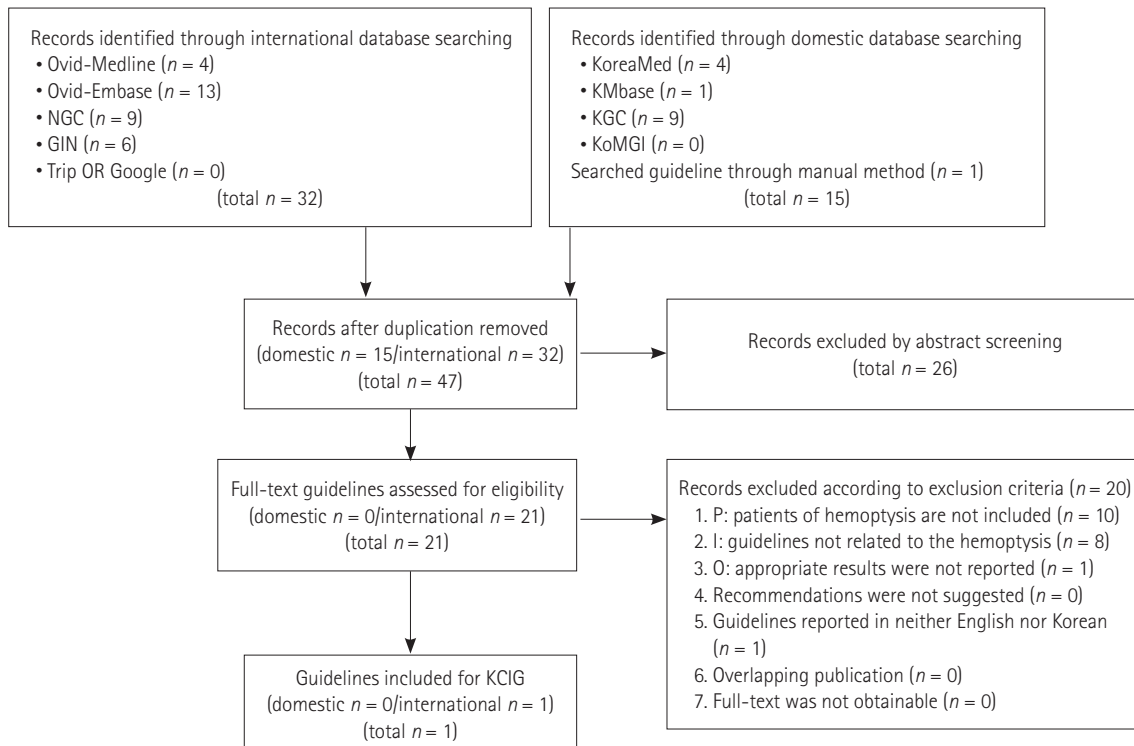 Records identified through international database searching
• Ovid-Medline (n = 4)
• Ovid-Embase (n = 13)
• NGC (n = 9)
• GIN (n = 6)
• Trip OR Google (n = 0)
(total n = 32)
Records identified through domestic database searching
• KoreaMed (n = 4)
• KMbase (n = 1)
• KGC (n = 9)
• KoMGI (n = 0)
Searched guideline through manual method (n = 1)
(total n = 15)
Records after duplication removed
(domestic n = 15/international n = 32)
(total n = 47)
Records excluded by abstract screening
(total n = 26)
Full-text guidelines assessed for eligibility
(domestic n = 0/international n = 21)
(total n = 21)
Records excluded according to exclusion criteria (n = 20)
1. P: patients of hemoptysis are not included (n = 10)
2. I: guidelines not related to the hemoptysis (n = 8)
3. O: appropriate results were not reported (n = 1)
4. Recommendations were not suggested (n = 0)
5. Guidelines reported in neither English nor Korean
(n = 1)
6. Overlapping publication (n = 0)
7. Full-text was not obtainable (n = 0)
Guidelines included for KCIG
(domestic n = 0/international n = 1)
(total n = 1)